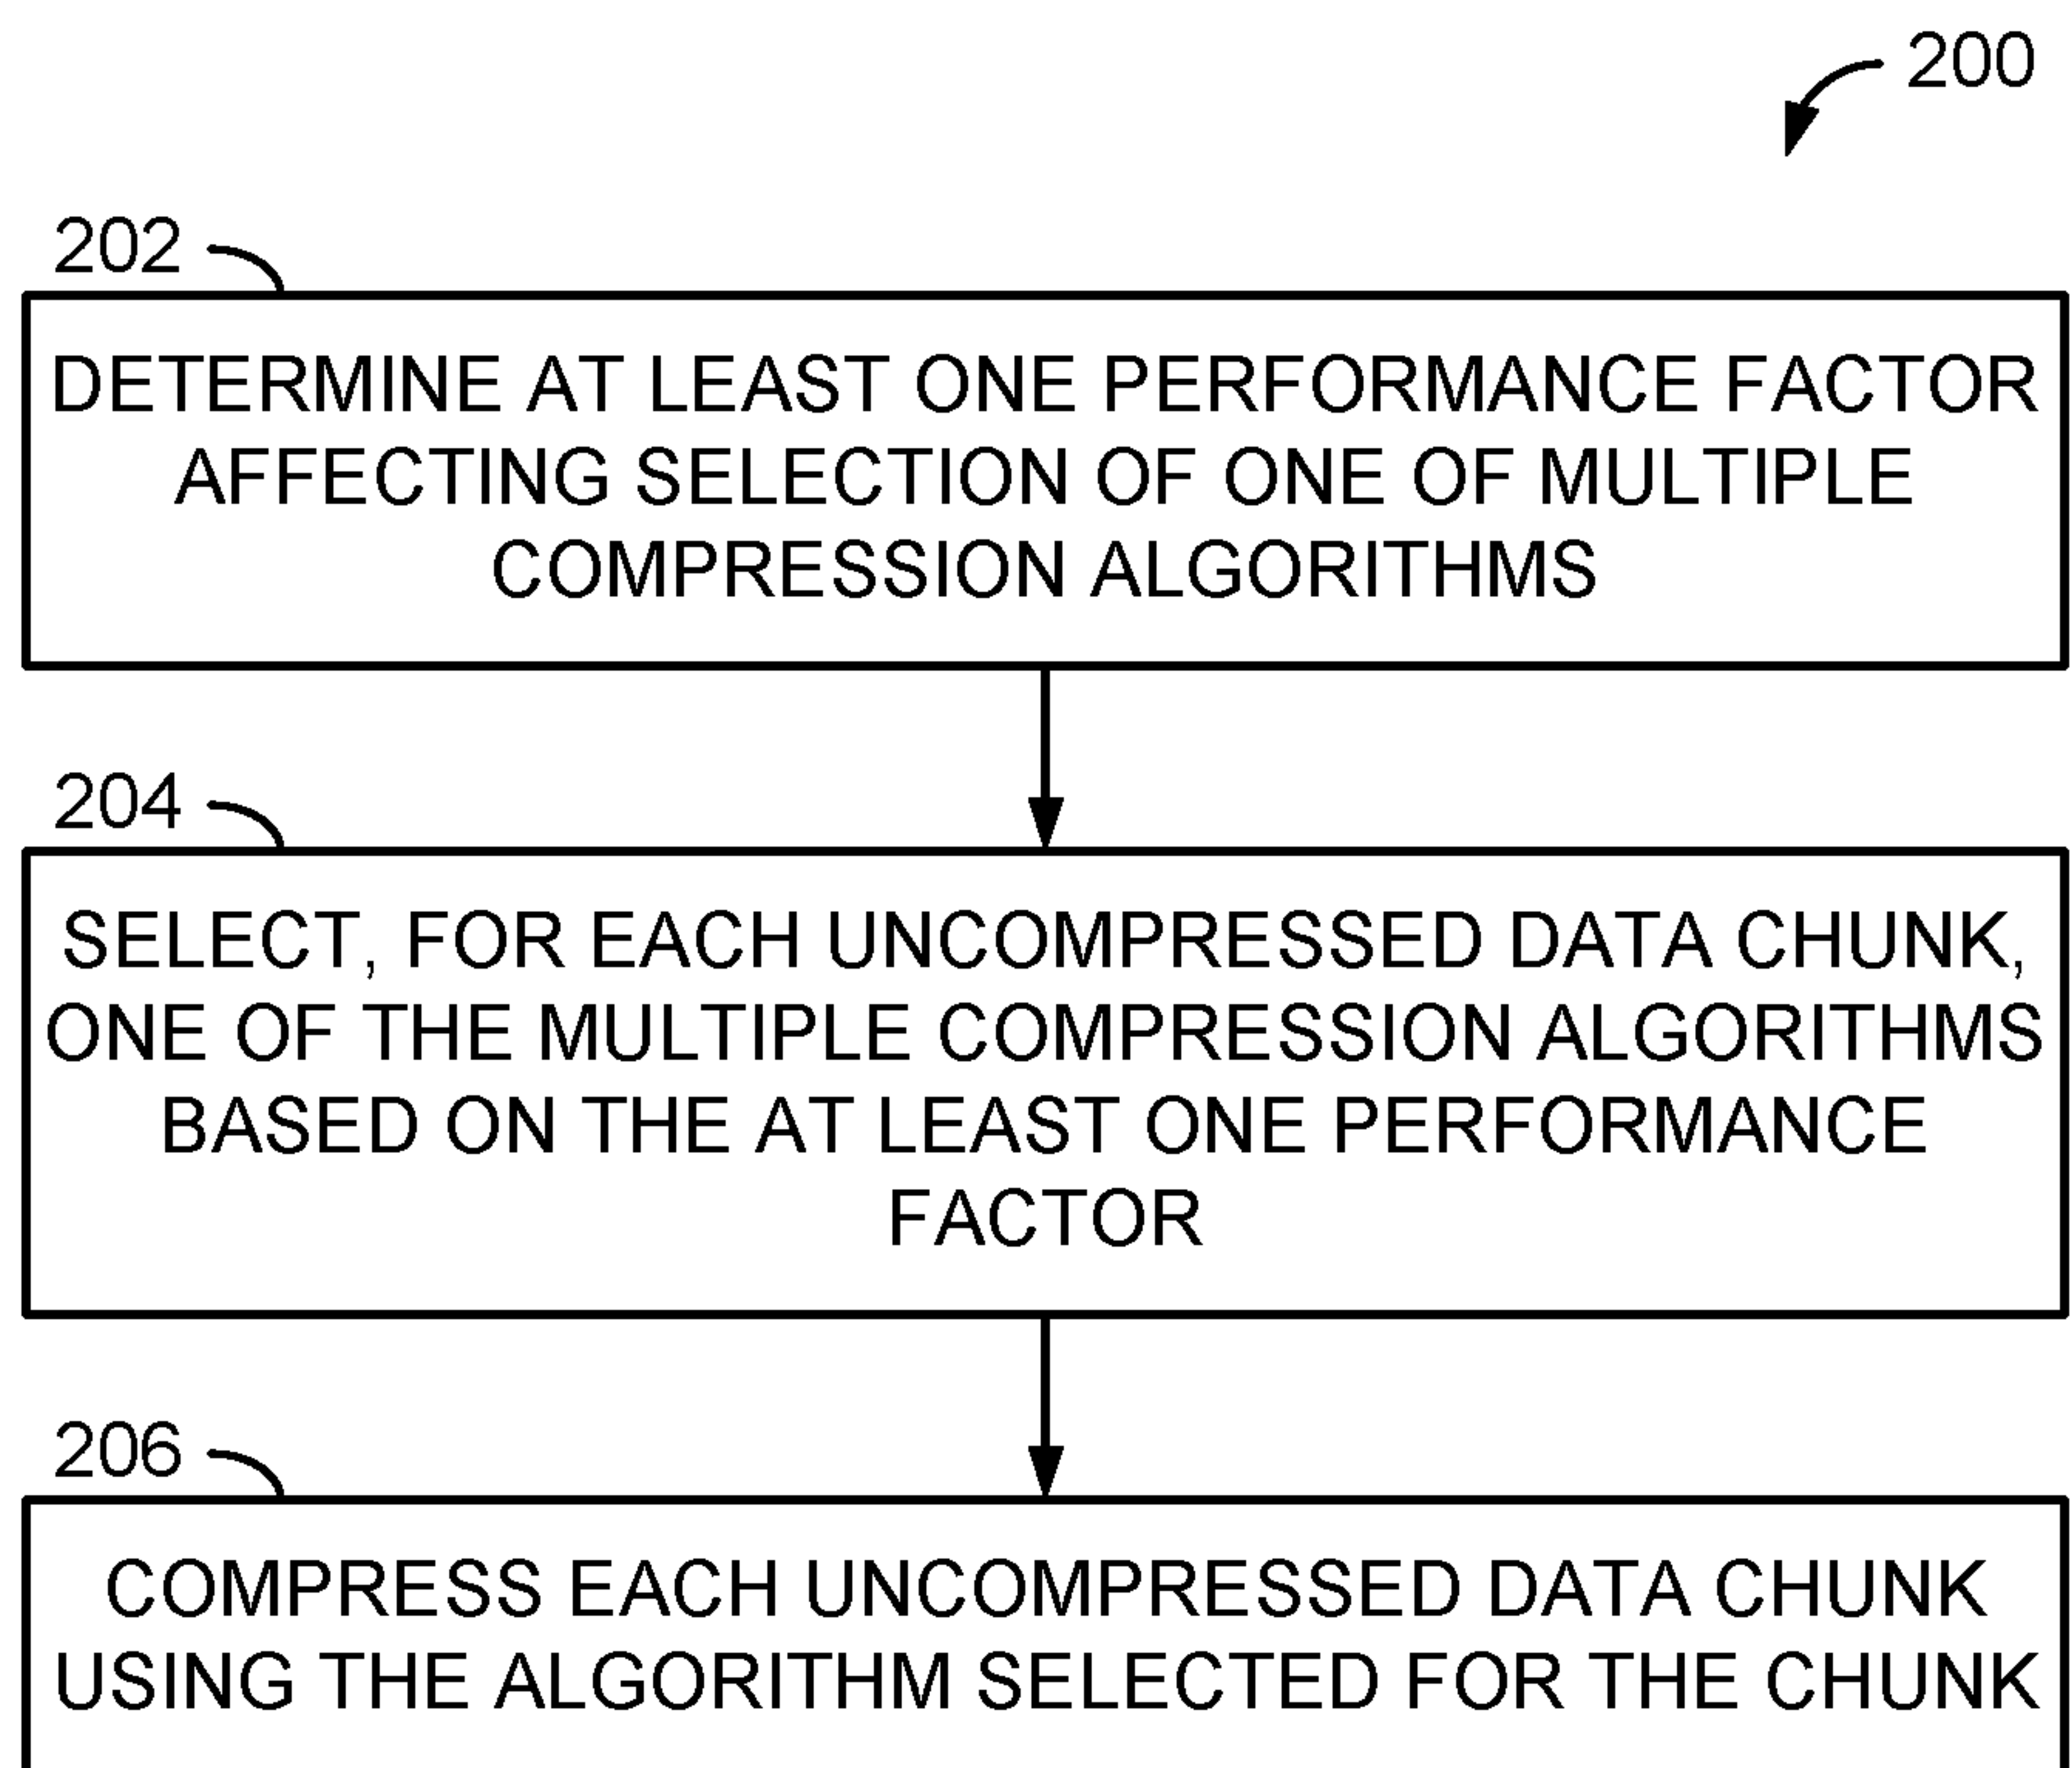 200
202
DETERMINE AT LEAST ONE PERFORMANCE FACTOR
AFFECTING SELECTION OF ONE OF MULTIPLE
COMPRESSION ALGORITHMS
204
SELECT, FOR EACH UNCOMPRESSED DATA CHUNK,
ONE OF THE MULTIPLE COMPRESSION ALGORITHMS
BASED ON THE AT LEAST ONE PERFORMANCE
FACTOR
206
COMPRESS EACH UNCOMPRESSED DATA CHUNK
USING THE ALGORITHM SELECTED FOR THE CHUNK